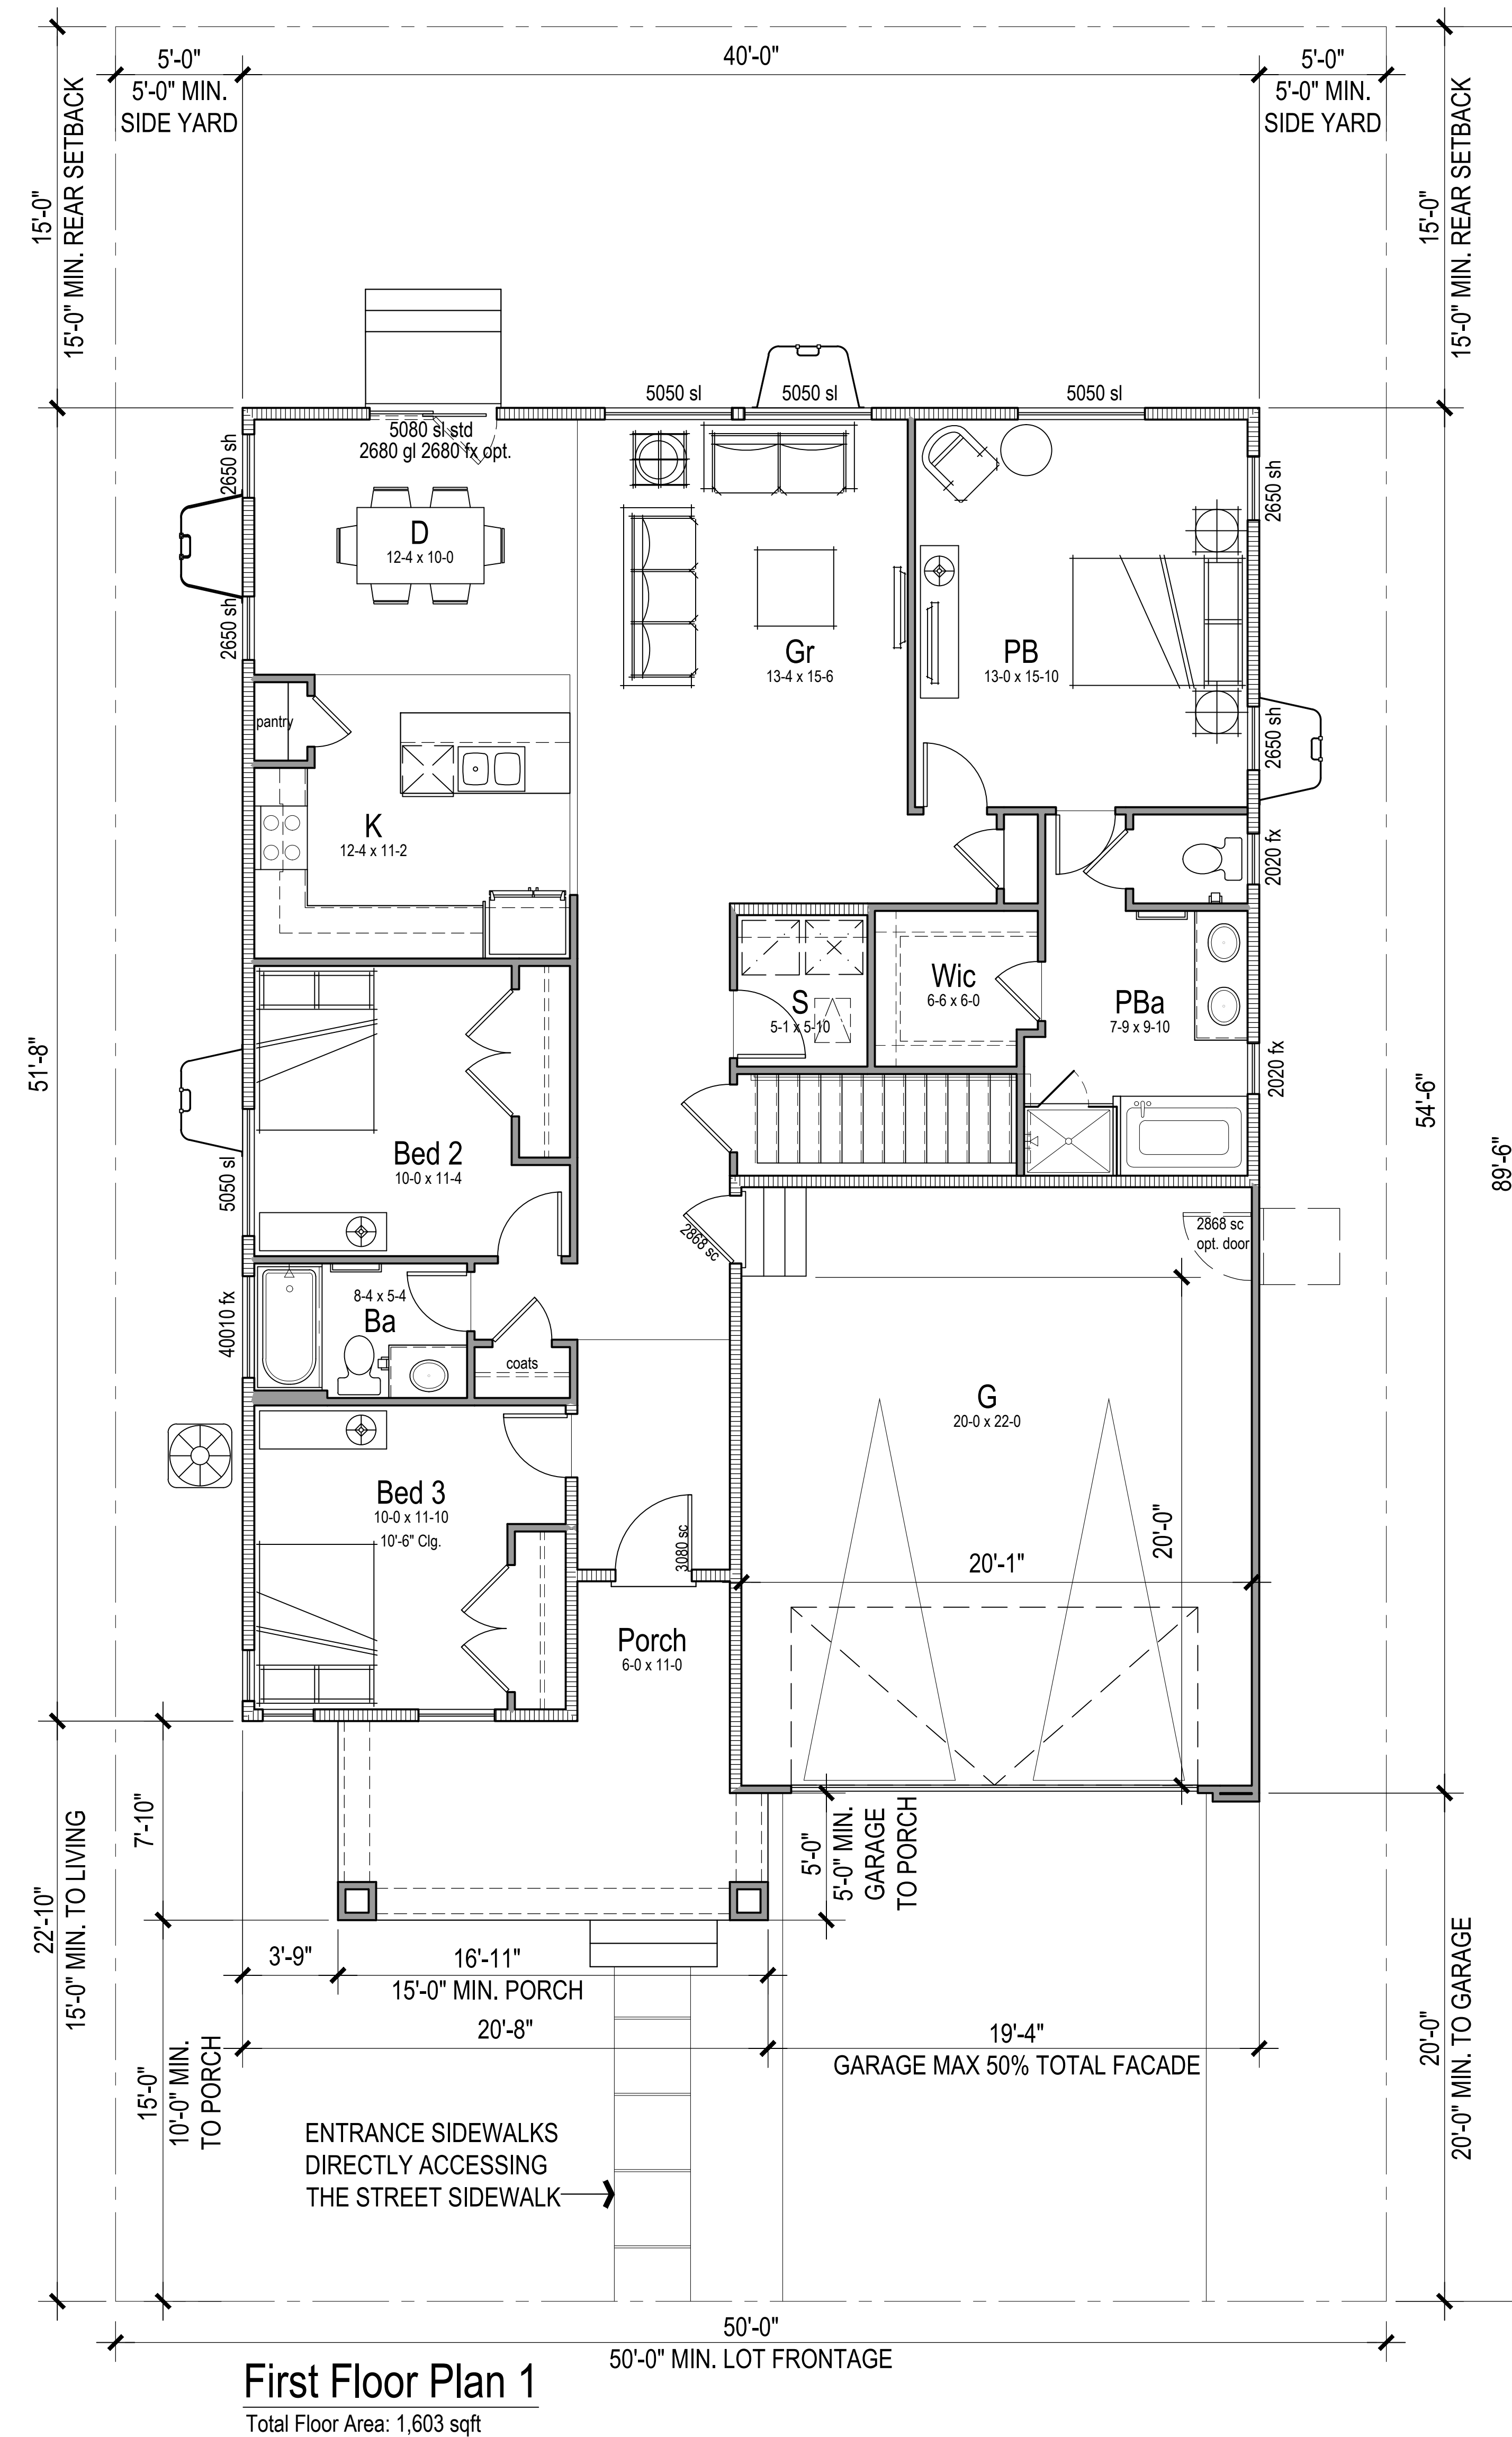 5'-0"
40'-0"
5'-0"
5'-0" MIN.
SIDE YARD
5'-0" MIN.
SIDE YARD
15'-0"
15'-0" MIN. REAR SETBACK
15'-0"
15'-0" MIN. REAR SETBACK
5050 sl
5050 sl
5050 sl
5080 sl std
2680 gl 2680 fx opt.
2650 sh
2650 sh
D
12-4 x 10-0
2650 sh
Gr
13-4 x 15-6
PB
13-0 x 15-10
pantry
2650 sh
K
12-4 x 11-2
2020 fx
S
5-1 x 5-10
Wic
6-6 x 6-0
PBa
7-9 x 9-10
2020 fx
51'-8"
54'-6"
89'-6"
Bed 2
10-0 x 11-4
5050 sl
2868 sc
2868 sc
opt. door
8-4 x 5-4
Ba
40010 fx
coats
G
20-0 x 22-0
Bed 3
10-0 x 11-10
10'-6" Clg.
3080 sc
20'-0"
20'-1"
Porch
6-0 x 11-0
7'-10"
5'-0"
5'-0" MIN.
GARAGE
TO PORCH
22'-10"
15'-0" MIN. TO LIVING
3'-9"
16'-11"
15'-0" MIN. PORCH
20'-8"
19'-4"
GARAGE MAX 50% TOTAL FACADE
15'-0"
10'-0" MIN.
TO PORCH
20'-0"
20'-0" MIN. TO GARAGE
ENTRANCE SIDEWALKS
DIRECTLY ACCESSING
THE STREET SIDEWALK
50'-0"
50'-0" MIN. LOT FRONTAGE
First Floor Plan 1
Total Floor Area: 1,603 sqft